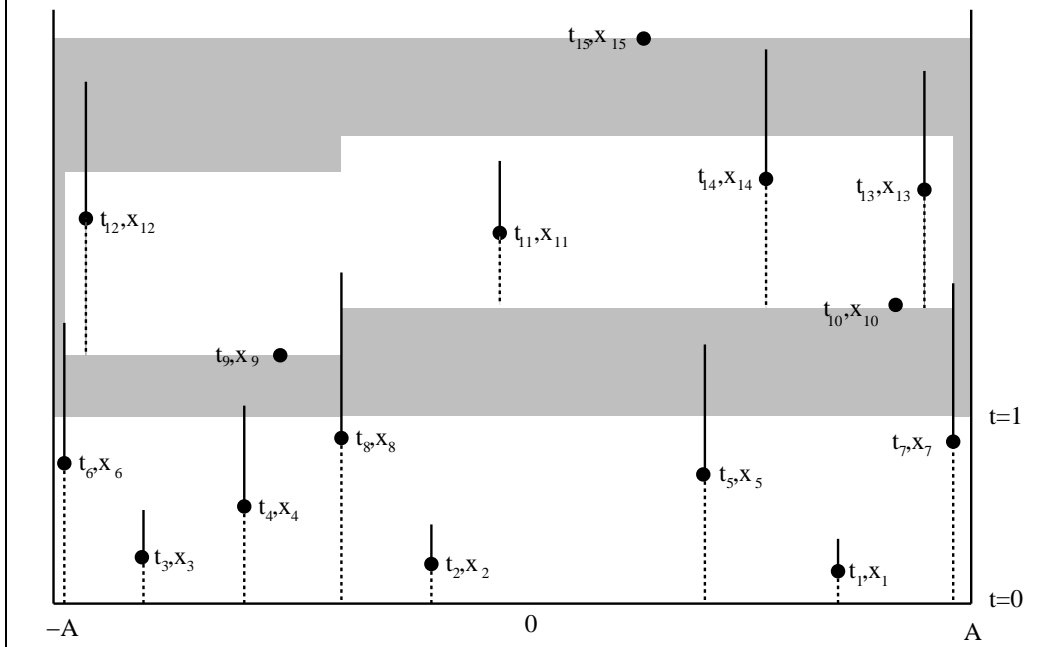 t₁₅,x₁₅
t₁₂,x₁₂
t₁₁,x₁₁
t₁₄,x₁₄
t₁₃,x₁₃
t₁₀,x₁₀
t₉,x₉
t=1
t₆,x₆
t₈,x₈
t₇,x₇
t₅,x₅
t₄,x₄
t₃,x₃
t₂,x₂
t₁,x₁
t=0
−A
0
A